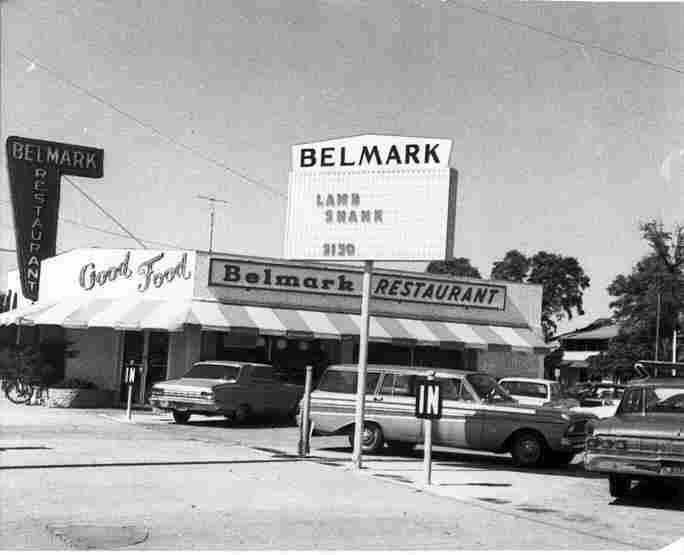 BELMARK
RESTAURANT
Good Food
BELMARK
LAMB
SHANK
Belmark RESTAURANT
IN
IN